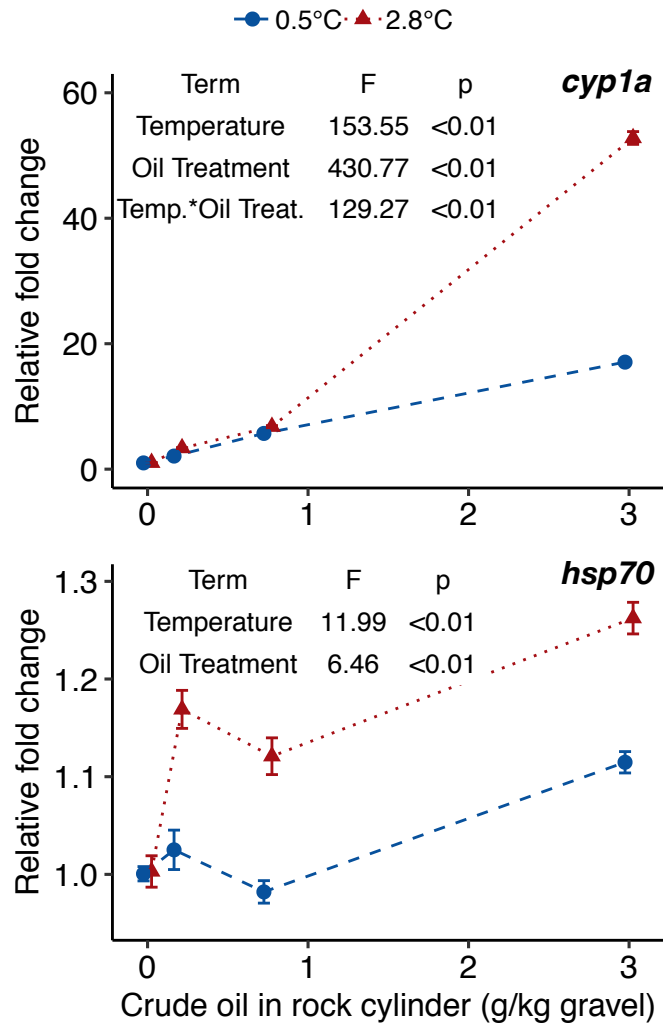 0.5°C 2.8°C
Term F p cyp1a
Temperature 153.55 <0.01
Oil Treatment 430.77 <0.01
Temp.*Oil Treat. 129.27 <0.01
Relative fold change
60
40
20
0
0 1 2 3
Term F p hsp70
Temperature 11.99 <0.01
Oil Treatment 6.46 <0.01
Relative fold change
1.3
1.2
1.1
1.0
0 1 2 3
Crude oil in rock cylinder (g/kg gravel)